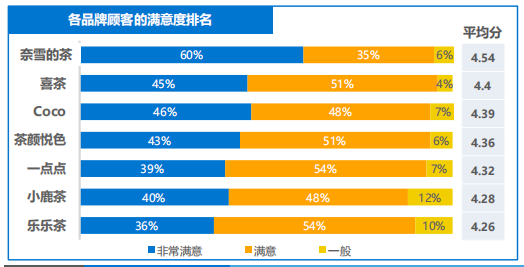 各品牌顾客的满意度排名
平均分
奈雪的茶 60% 35% 6% 4.54
喜茶 45% 51% 4% 4.4
Coco 46% 48% 7% 4.39
茶颜悦色 43% 51% 6% 4.36
一点点 39% 54% 7% 4.32
小鹿茶 40% 48% 12% 4.28
乐乐茶 36% 54% 10% 4.26
非常满意 满意 一般